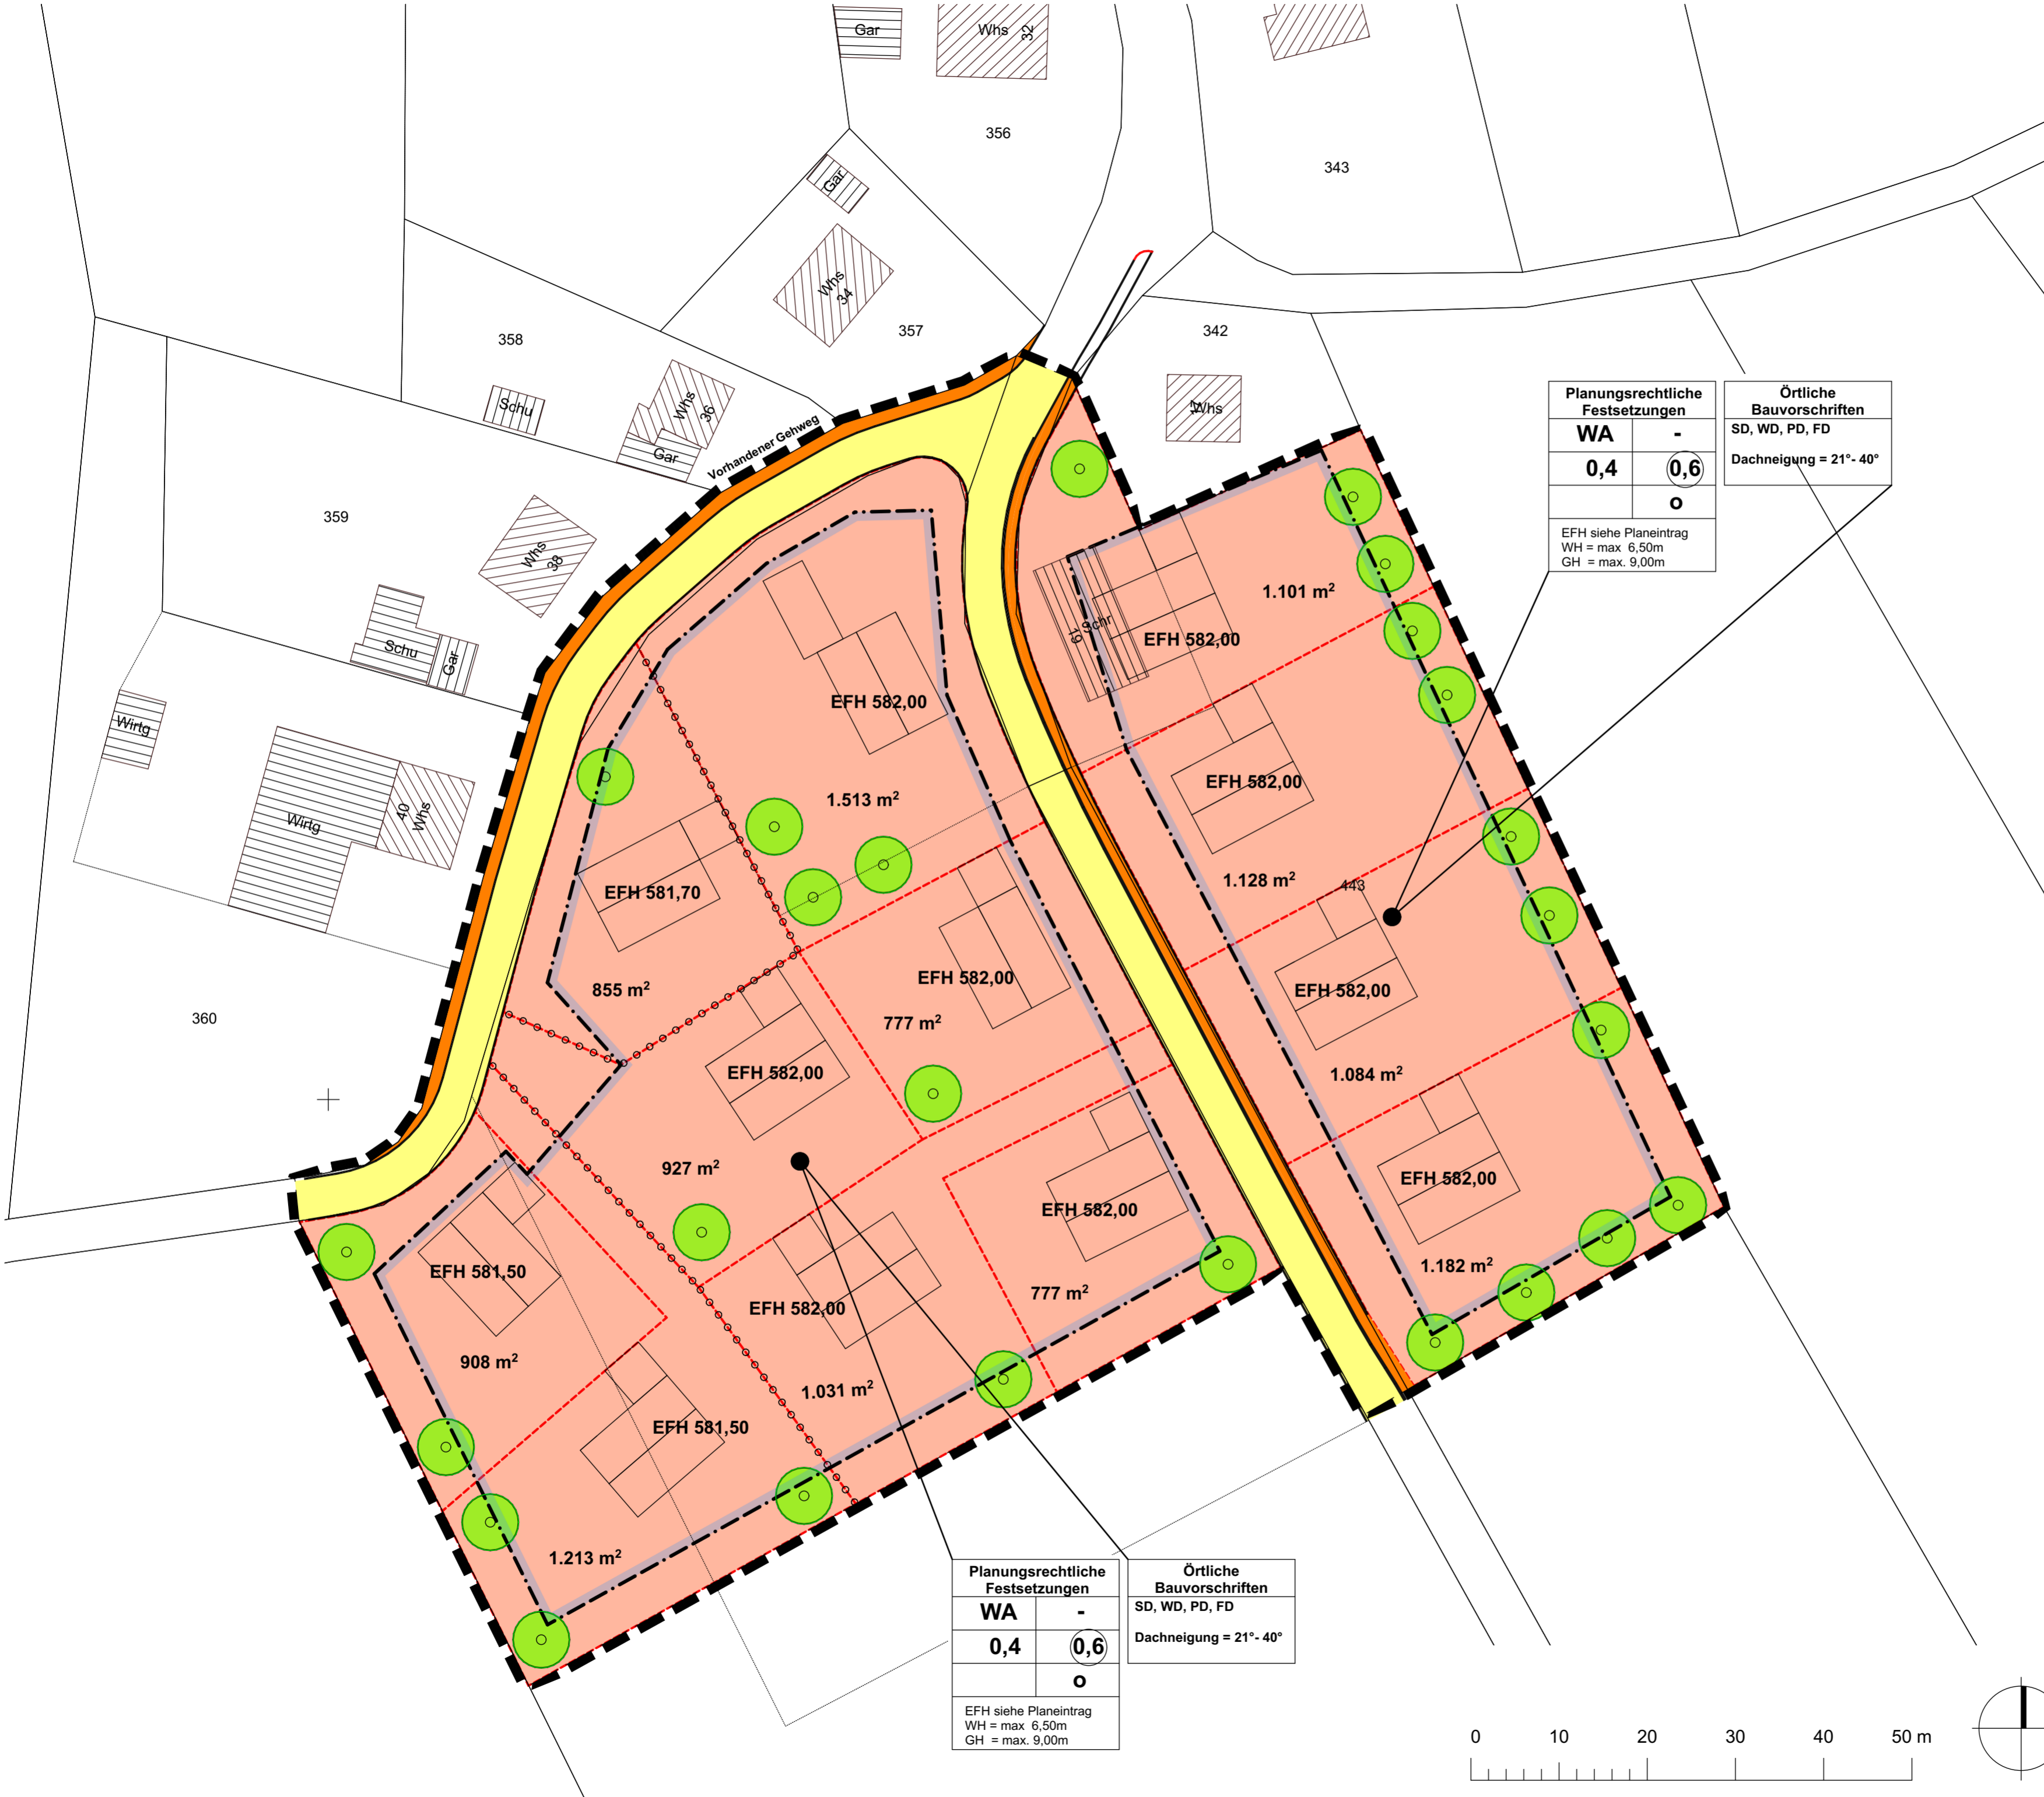 Gar
Whs
32
356
343
Gar
Whs
34
357
358
342
Schu
Whs
36
Gar
Whs
Vorhandener Gehweg
359
Whs
38
Schu
Gar
Wirtg
Wirtg
40
Whs
360
Planungsrechtliche
Festsetzungen
WA -
0,4 0,6
o
EFH siehe Planeintrag
WH = max 6,50m
GH = max. 9,00m
Örtliche
Bauvorschriften
SD, WD, PD, FD
Dachneigung = 21°- 40°
1.101 m²
19
Schr
EFH 582,00
EFH 582,00
EFH 582,00
1.513 m²
EFH 581,70
1.128 m²
443
EFH 582,00
855 m²
EFH 582,00
777 m²
EFH 582,00
1.084 m²
927 m²
EFH 582,00
EFH 582,00
1.182 m²
EFH 581,50
EFH 582,00
777 m²
908 m²
1.031 m²
EFH 581,50
1.213 m²
Planungsrechtliche
Festsetzungen
WA -
0,4 0,6
o
EFH siehe Planeintrag
WH = max 6,50m
GH = max. 9,00m
Örtliche
Bauvorschriften
SD, WD, PD, FD
Dachneigung = 21°- 40°
0 10 20 30 40 50 m